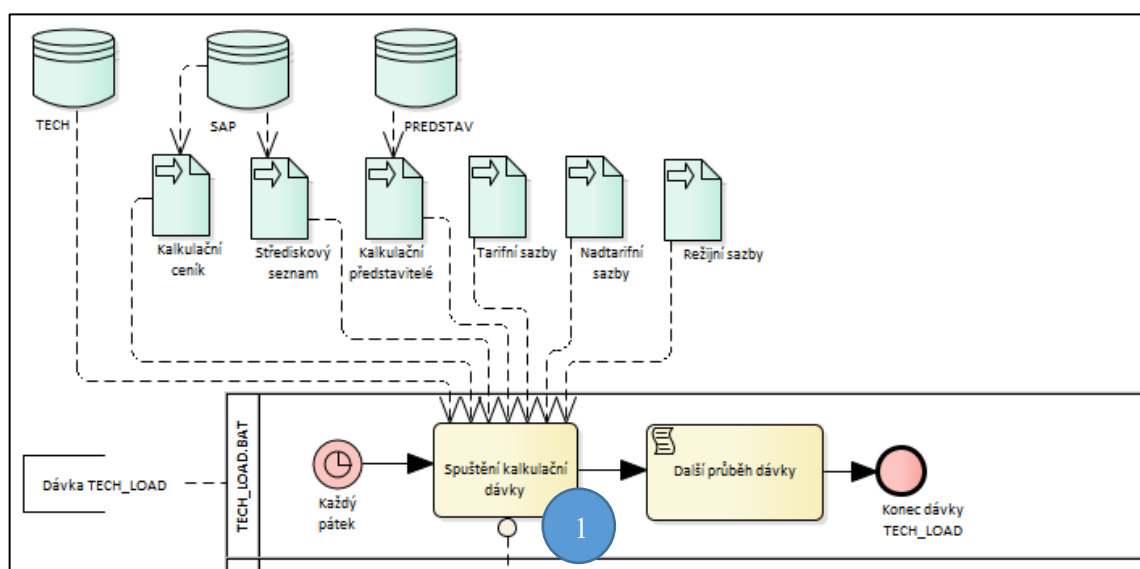 TECH
SAP
PREDSTAV
Kalkulační
ceník
Střediskový
seznam
Kalkulační
představitelé
Tarifní sazby
Nadtarifní
sazby
Režijní sazby
Dávka TECH_LOAD
TECH_LOAD.BAT
Každý
pátek
Spuštění kalkulační
dávky
1
Další průběh dávky
Konec dávky
TECH_LOAD